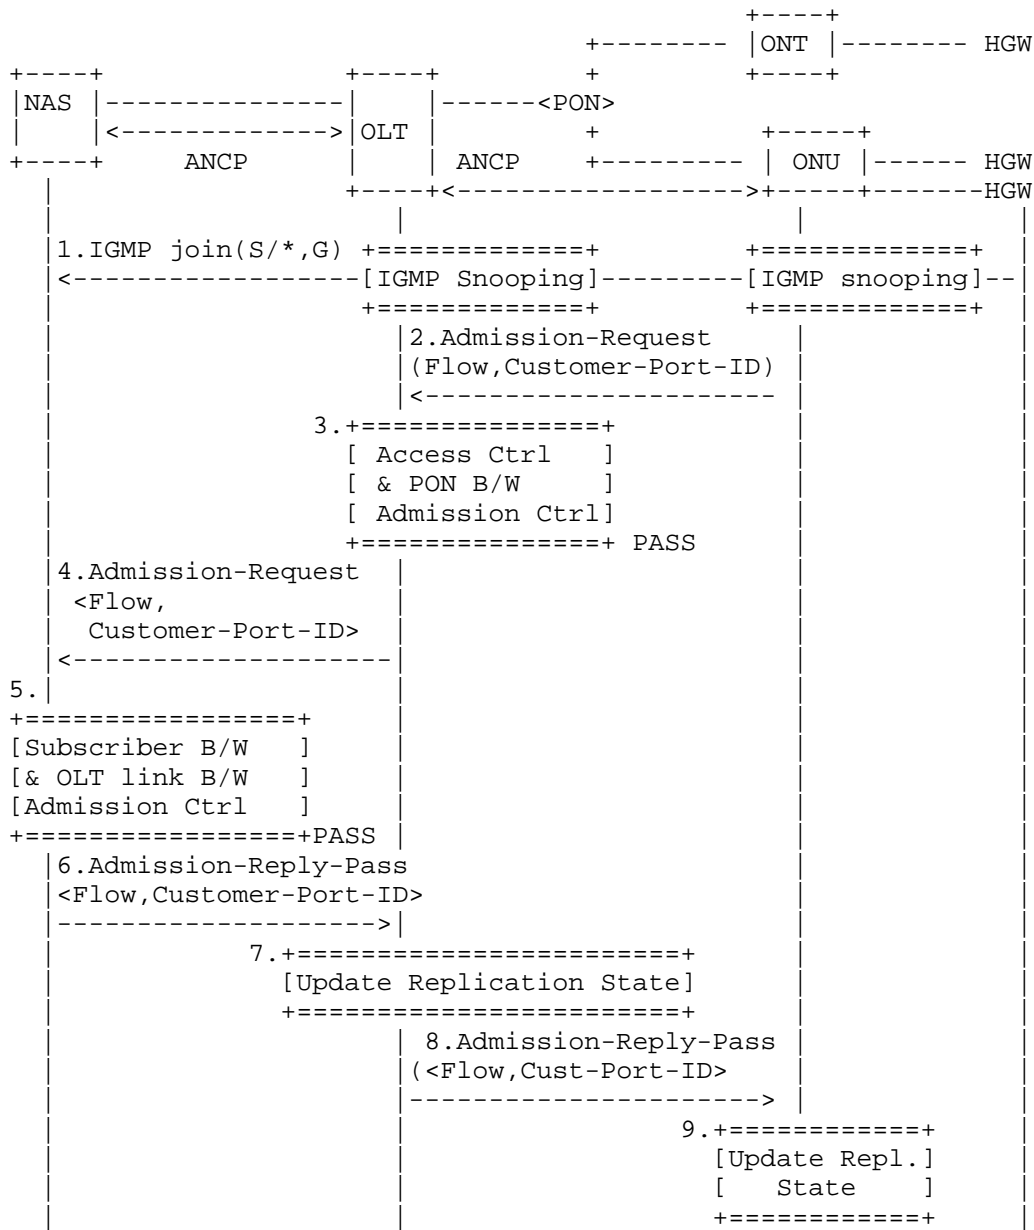 +----+
                                     +-------- |ONT |-------- HGW
+----+               +----+          +         +----+
|NAS |---------------|    |------<PON>
|    |<------------->|OLT |          +          +-----+
+----+     ANCP      |    | ANCP     +--------- | ONU |------ HGW
  |                  +----+<------------------>+-----+-------HGW
  |                     |                        |             |
  |1.IGMP join(S/*,G) +=============+         +=============+  |
  |<------------------[IGMP Snooping]---------[IGMP snooping]--|
  |                   +=============+         +=============+  |
  |                     |2.Admission-Request     |             |
  |                     |(Flow,Customer-Port-ID) |             |
  |                     |<---------------------- |             |
  |                3.+===============+           |             |
  |                  [ Access Ctrl   ]           |             |
  |                  [ & PON B/W     ]           |             |
  |                  [ Admission Ctrl]           |             |
  |                  +===============+ PASS      |             |
  |4.Admission-Request  |                        |             |
  | <Flow,              |                        |             |
  |  Customer-Port-ID>  |                        |             |
  |<--------------------|                        |             |
5.|                     |                        |             |
+=================+     |                        |             |
[Subscriber B/W   ]     |                        |             |
[& OLT link B/W   ]     |                        |             |
[Admission Ctrl   ]     |                        |             |
+=================+PASS |                        |             |
  |6.Admission-Reply-Pass                        |             |
  |<Flow,Customer-Port-ID>                       |             |
  |-------------------->|                        |             |
  |            7.+========================+      |             |
  |              [Update Replication State]      |             |
  |              +========================+      |             |
  |                     | 8.Admission-Reply-Pass |             |
  |                     |(<Flow,Cust-Port-ID>    |             |
  |                     |----------------------> |             |
  |                     |                 9.+============+     |
  |                     |                   [Update Repl.]     |
  |                     |                   [   State    ]     |
  |                     |                   +============+     |